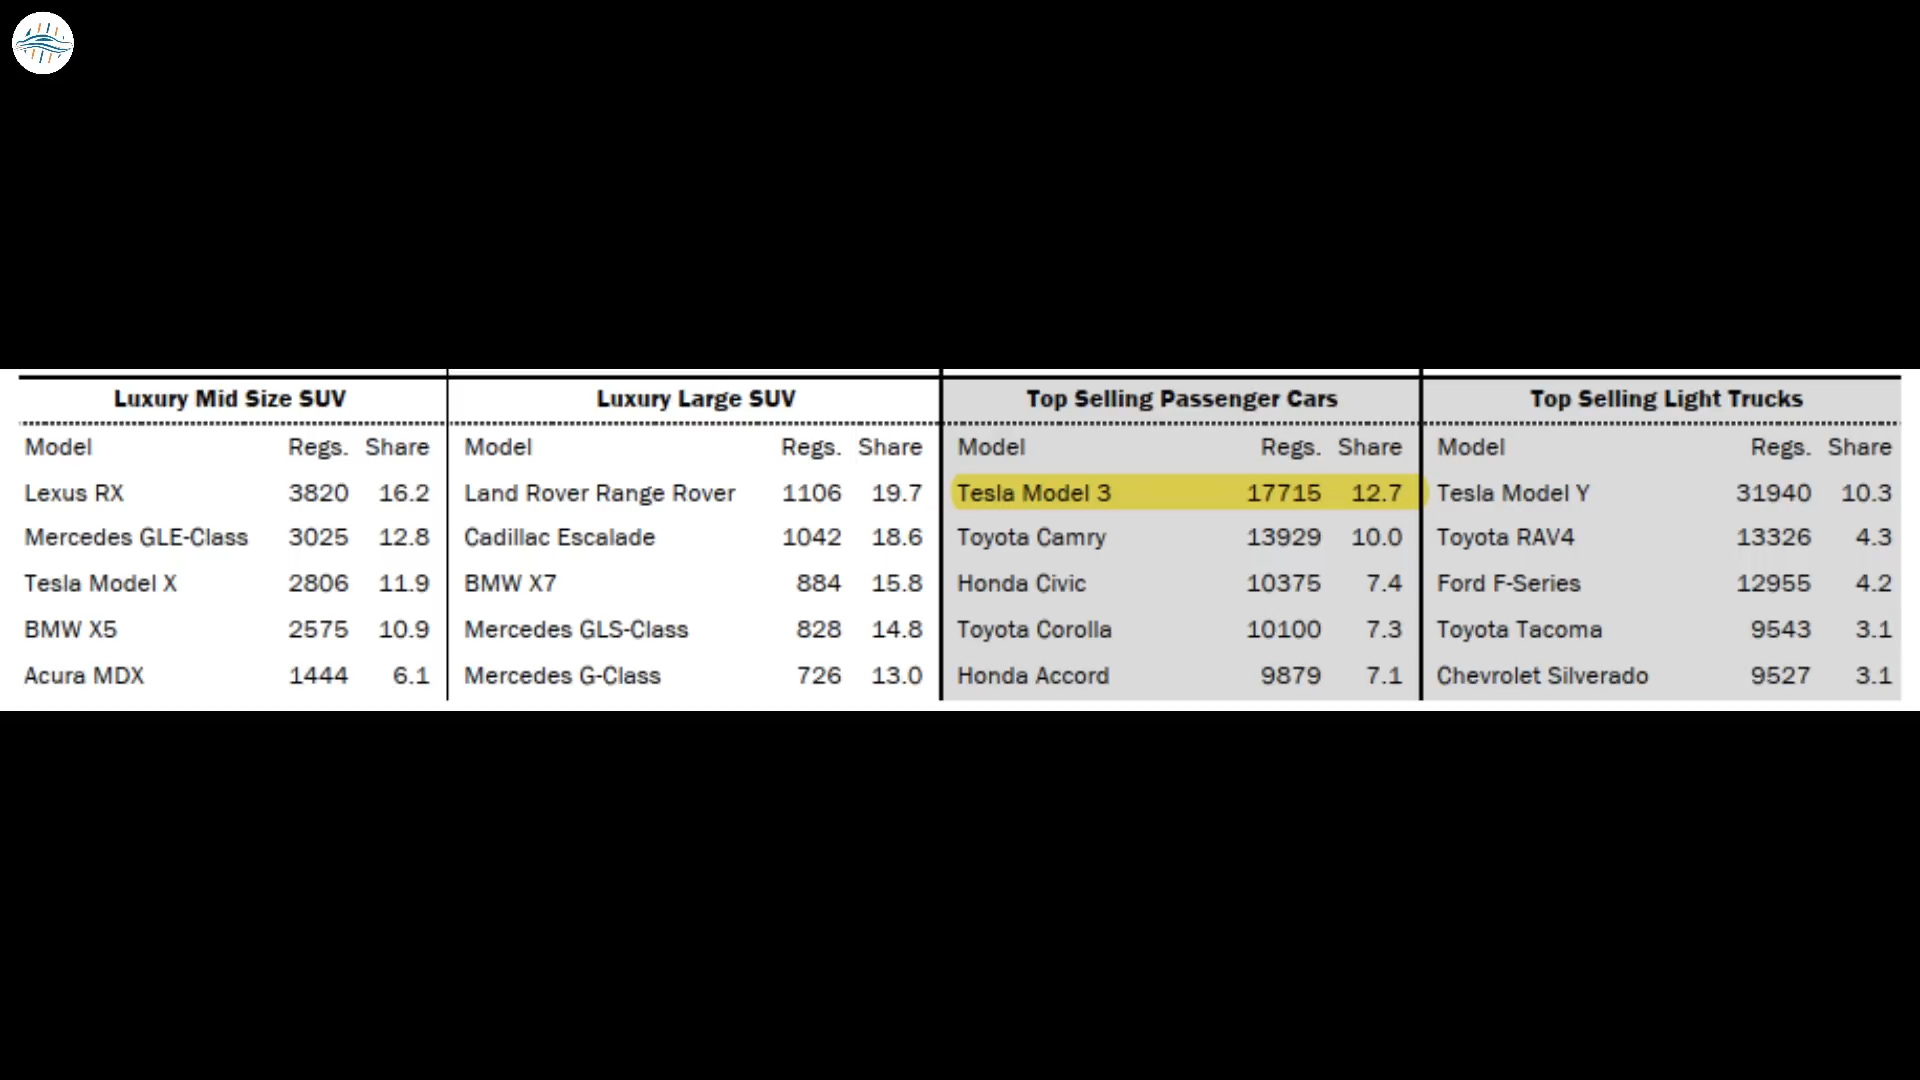 Luxury Mid Size SUV Luxury Large SUV Top Selling Passenger Cars Top Selling Light Trucks
Model Regs. Share Model Regs. Share Model Regs. Share Model Regs. Share
Lexus RX 3820 16.2 Land Rover Range Rover 1106 19.7 Tesla Model 3 17715 12.7 Tesla Model Y 31940 10.3
Mercedes GLE-Class 3025 12.8 Cadillac Escalade 1042 18.6 Toyota Camry 13929 10.0 Toyota RAV4 13326 4.3
Tesla Model X 2806 11.9 BMW X7 884 15.8 Honda Civic 10375 7.4 Ford F-Series 12955 4.2
BMW X5 2575 10.9 Mercedes GLS-Class 828 14.8 Toyota Corolla 10100 7.3 Toyota Tacoma 9543 3.1
Acura MDX 1444 6.1 Mercedes G-Class 726 13.0 Honda Accord 9879 7.1 Chevrolet Silverado 9527 3.1